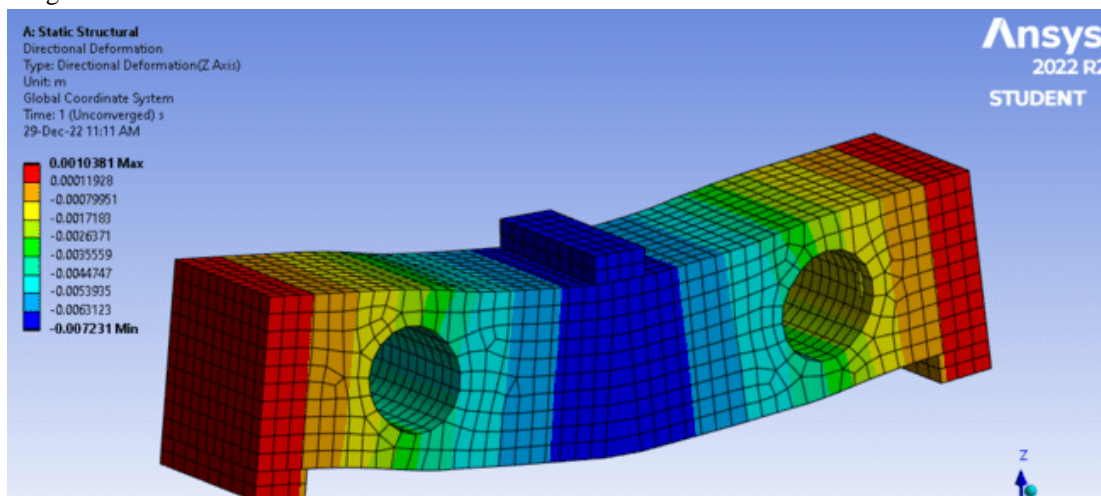 A: Static Structural
Directional Deformation
Type: Directional Deformation(Z Axis)
Unit: m
Global Coordinate System
Time: 1 (Unconverged) s
29-Dec-22 11:11 AM
0.0010381 Max
0.00011928
-0.00079951
-0.0017183
-0.0026371
-0.0035559
-0.0044747
-0.0053935
-0.0063123
-0.007231 Min
Ansys
2022 R2
STUDENT
Z